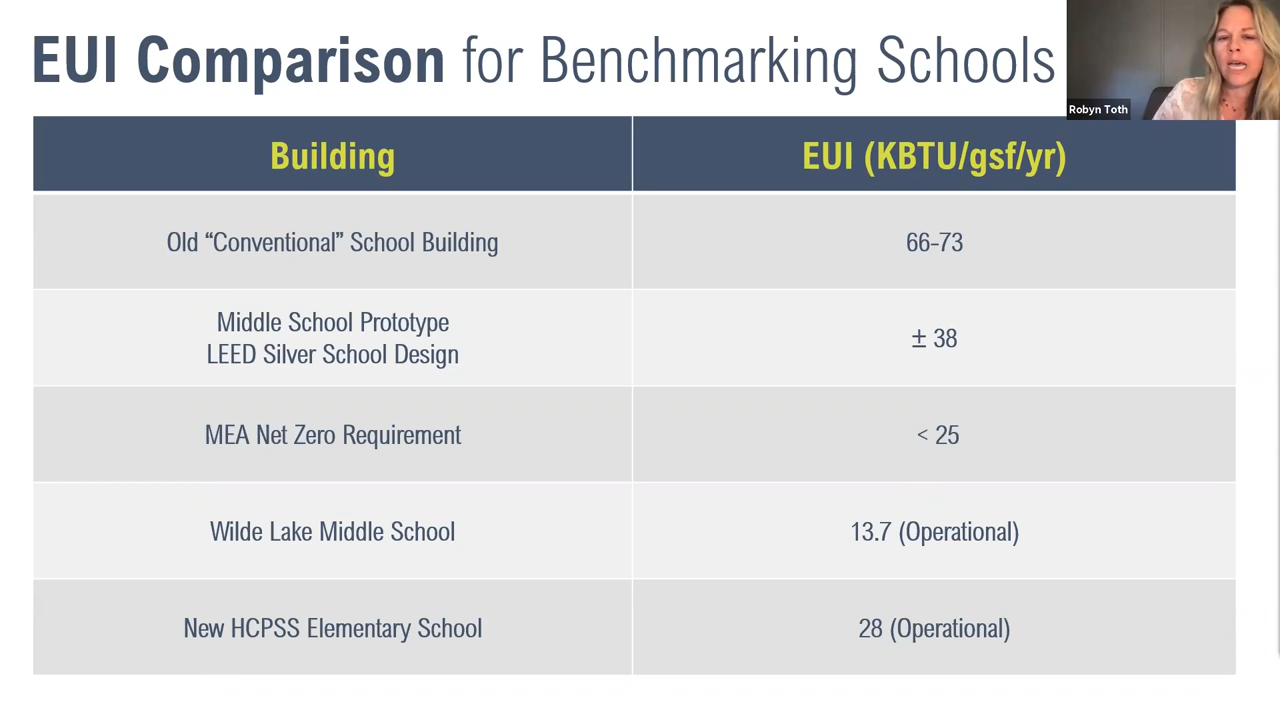 EUI Comparison for Benchmarking Schools
Robyn Toth
Building
EUI (KBTU/gsf/yr)
Old “Conventional” School Building
66-73
Middle School Prototype
LEED Silver School Design
± 38
MEA Net Zero Requirement
< 25
Wilde Lake Middle School
13.7 (Operational)
New HCPSS Elementary School
28 (Operational)